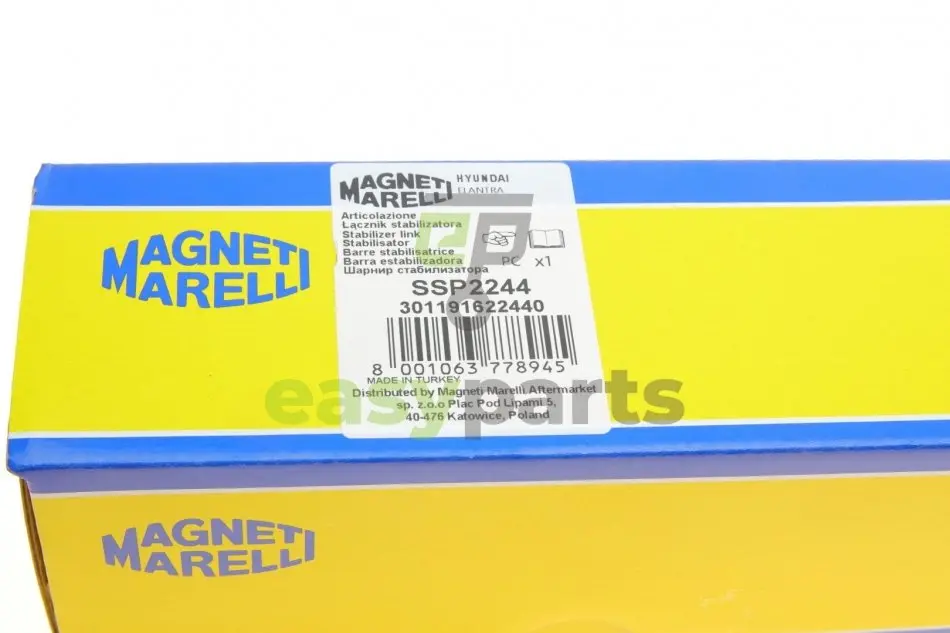 MAGNETI
MARELLI
MAGNETI
MARELLI
HYUNDAI
ELANTRA
Articolazione
Łącznik stabilizatora
Stabilizer link
Stabilisator
Barre stabilisatrice
Barra estabilizadora
Шарнир стабилизатора
PC x1
SSP2244
301191622440
8 001063 778945
MADE IN TURKEY
Distributed by Magneti Marelli Aftermarket
sp. z.o.o Plac Pod Lipami 5,
40-476 Katowice, Poland
easyparts
MAGNETI
MARELLI